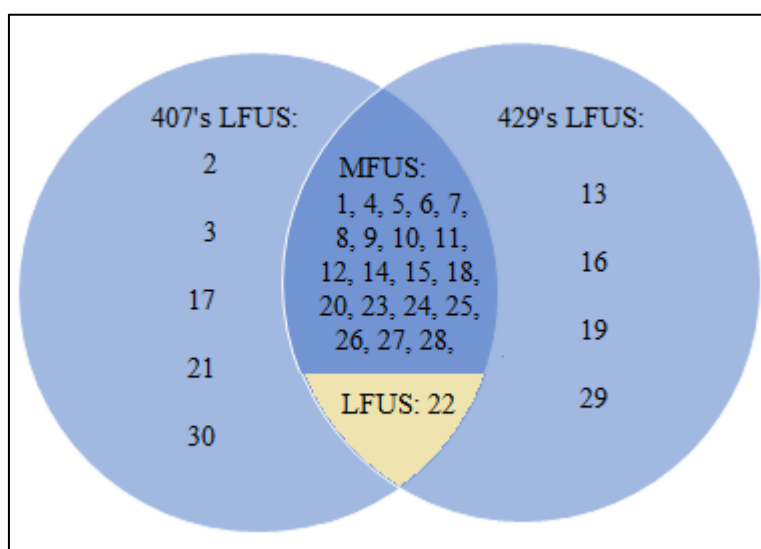 407's LFUS:
2
3
17
21
30
MFUS:
1, 4, 5, 6, 7,
8, 9, 10, 11,
12, 14, 15, 18,
20, 23, 24, 25,
26, 27, 28,
LFUS: 22
429's LFUS:
13
16
19
29